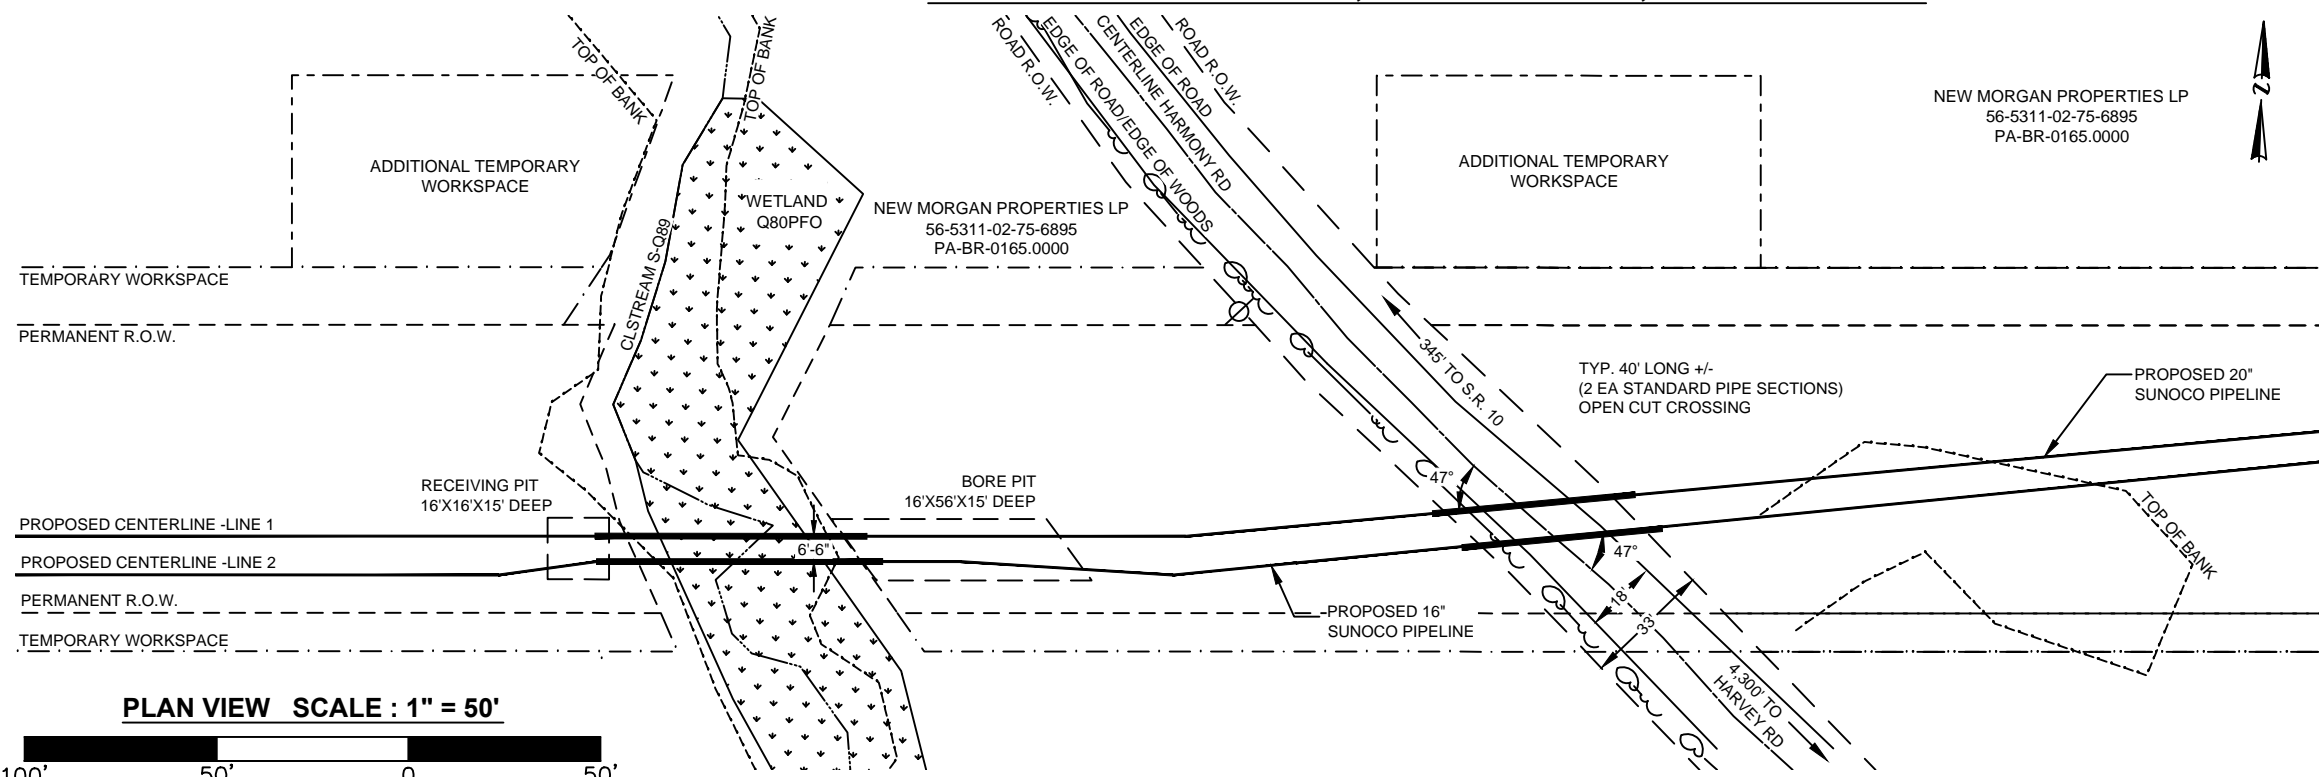 ROAD R.O.W.
EDGE OF ROAD/EDGE OF WOODS
CENTERLINE HARMONY RD
EDGE OF ROAD
ROAD R.O.W.
TOP OF BANK
TOP OF BANK
N
NEW MORGAN PROPERTIES LP
56-5311-02-75-6895
PA-BR-0165.0000
ADDITIONAL TEMPORARY
WORKSPACE
ADDITIONAL TEMPORARY
WORKSPACE
WETLAND
Q80PFO
NEW MORGAN PROPERTIES LP
56-5311-02-75-6895
PA-BR-0165.0000
CLSTREAM S-Q89
TEMPORARY WORKSPACE
PERMANENT R.O.W.
345' TO S.R. 10
TYP. 40' LONG +/-
(2 EA STANDARD PIPE SECTIONS)
OPEN CUT CROSSING
PROPOSED 20"
SUNOCO PIPELINE
RECEIVING PIT
16'X16'X15' DEEP
BORE PIT
16'X56'X15' DEEP
47°
TOP OF BANK
PROPOSED CENTERLINE -LINE 1
6'-6"
47°
PROPOSED CENTERLINE -LINE 2
PERMANENT R.O.W.
18'
33'
PROPOSED 16"
SUNOCO PIPELINE
TEMPORARY WORKSPACE
4,300' TO
HARVEY RD
PLAN VIEW SCALE : 1" = 50'
100' 50' 0 50'